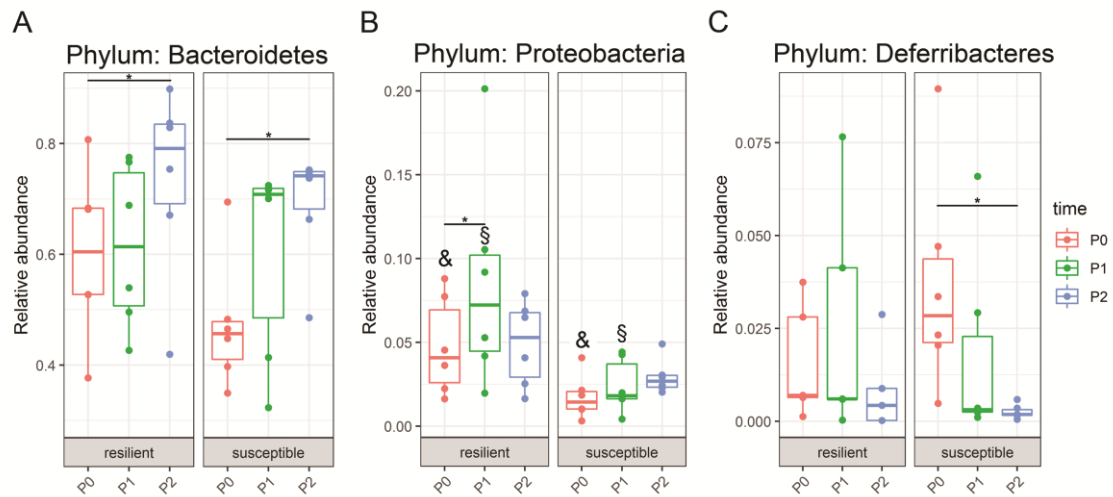 A
Phylum: Bacteroidetes
Relative abundance
0.8
0.6
0.4
*
*
resilient
susceptible
P0
P1
P2
P0
P1
P2
B
Phylum: Proteobacteria
Relative abundance
0.20
0.15
0.10
0.05
0.00
*
&
§
&
§
resilient
susceptible
P0
P1
P2
P0
P1
P2
C
Phylum: Deferribacteres
Relative abundance
0.075
0.050
0.025
0.000
*
resilient
susceptible
P0
P1
P2
P0
P1
P2
time
P0
P1
P2